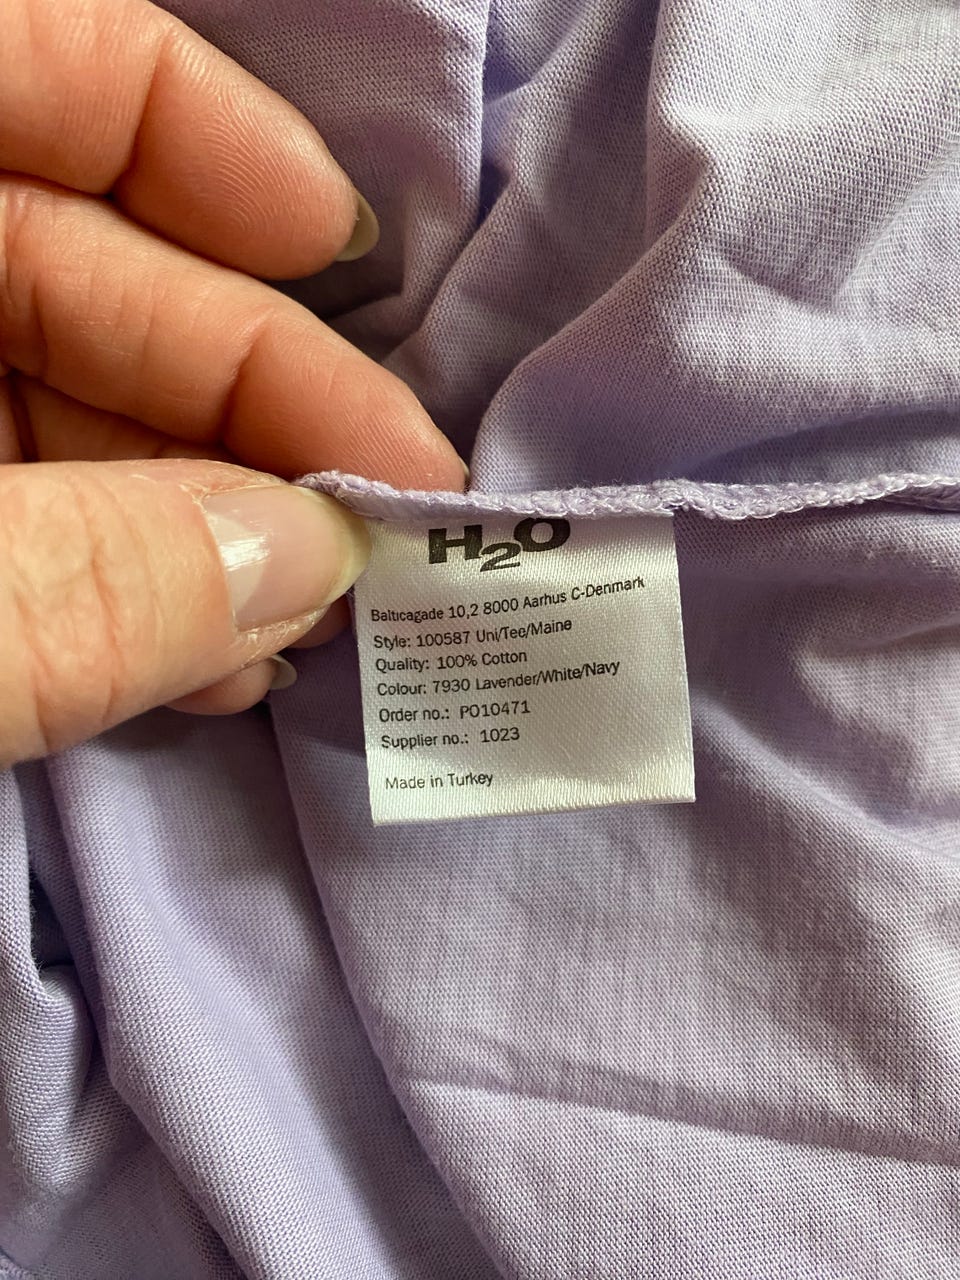 H2O
Balticagade 10,2 8000 Aarhus C-Denmark
Style: 100587 Uni/Tee/Maine
Quality: 100% Cotton
Colour: 7930 Lavender/White/Navy
Order no.: PO10471
Supplier no.: 1023
Made in Turkey